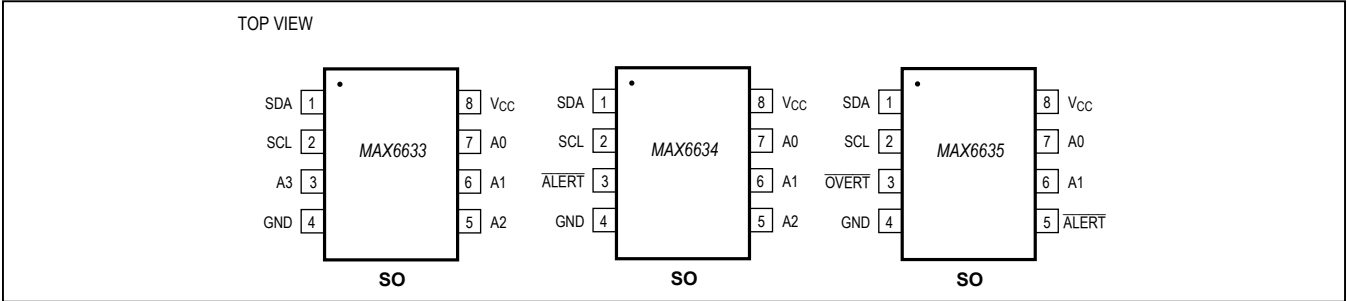 TOP VIEW
SDA 1 MAX6633 8 VCC
SCL 2 7 A0
A3 3 6 A1
GND 4 5 A2
SO
SDA 1 MAX6634 8 VCC
SCL 2 7 A0
ALERT 3 6 A1
GND 4 5 A2
SO
SDA 1 MAX6635 8 VCC
SCL 2 7 A0
OVERT 3 6 A1
GND 4 5 ALERT
SO